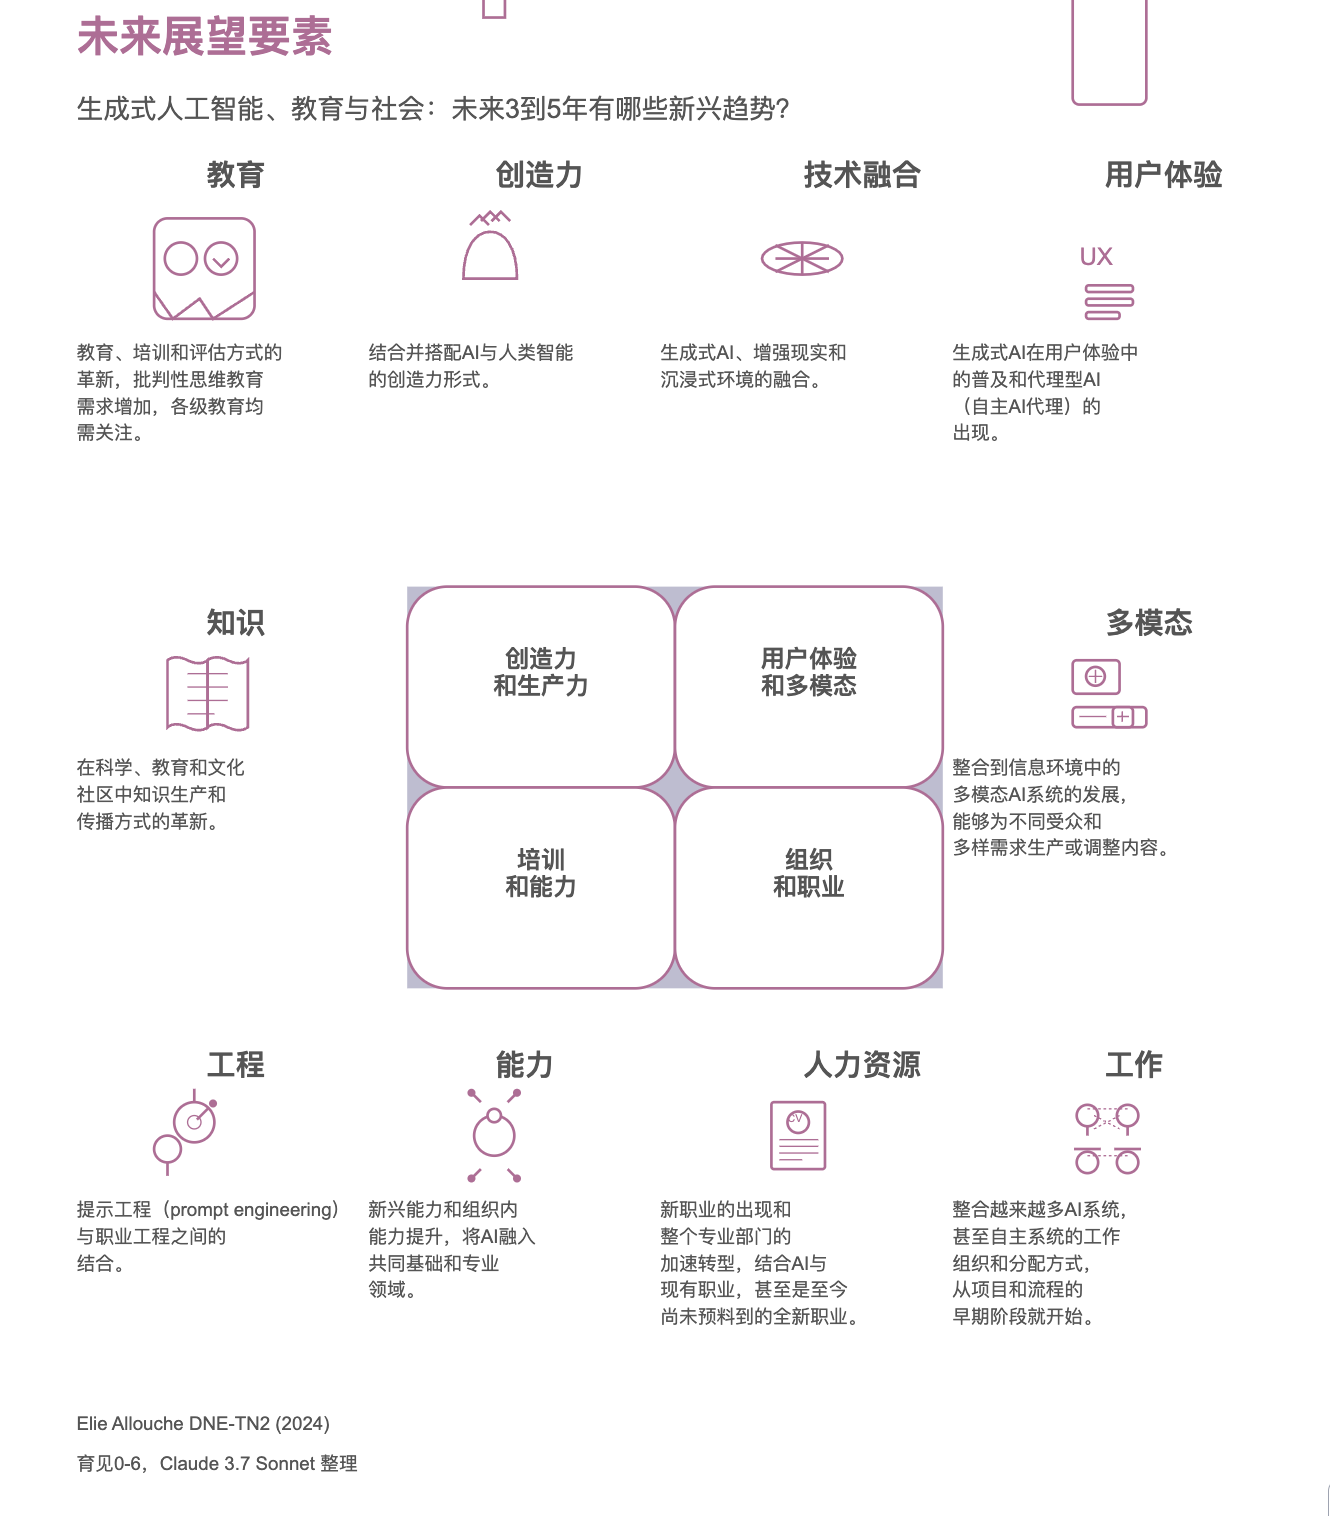 未来展望要素
生成式人工智能、教育与社会：未来3到5年有哪些新兴趋势?
教育
教育、培训和评估方式的
革新，批判性思维教育
需求增加，各级教育均
需关注。
创造力
结合并搭配AI与人类智能
的创造力形式。
技术融合
生成式AI、增强现实和
沉浸式环境的融合。
用户体验
UX
生成式AI在用户体验中
的普及和代理型AI
（自主AI代理）的
出现。
知识
在科学、教育和文化
社区中知识生产和
传播方式的革新。
创造力
和生产力
用户体验
和多模态
培训
和能力
组织
和职业
多模态
整合到信息环境中的
多模态AI系统的发展，
能够为不同受众和
多样需求生产或调整内容。
工程
提示工程（prompt engineering）
与职业工程之间的
结合。
能力
新兴能力和组织内
能力提升，将AI融入
共同基础和专业
领域。
人力资源
CV
新职业的出现和
整个专业部门的
加速转型，结合AI与
现有职业，甚至是至今
尚未预料到的全新职业。
工作
整合越来越多AI系统，
甚至自主系统的工作
组织和分配方式，
从项目和流程的
早期阶段就开始。
Elie Allouche DNE-TN2 (2024)
育见0-6，Claude 3.7 Sonnet 整理